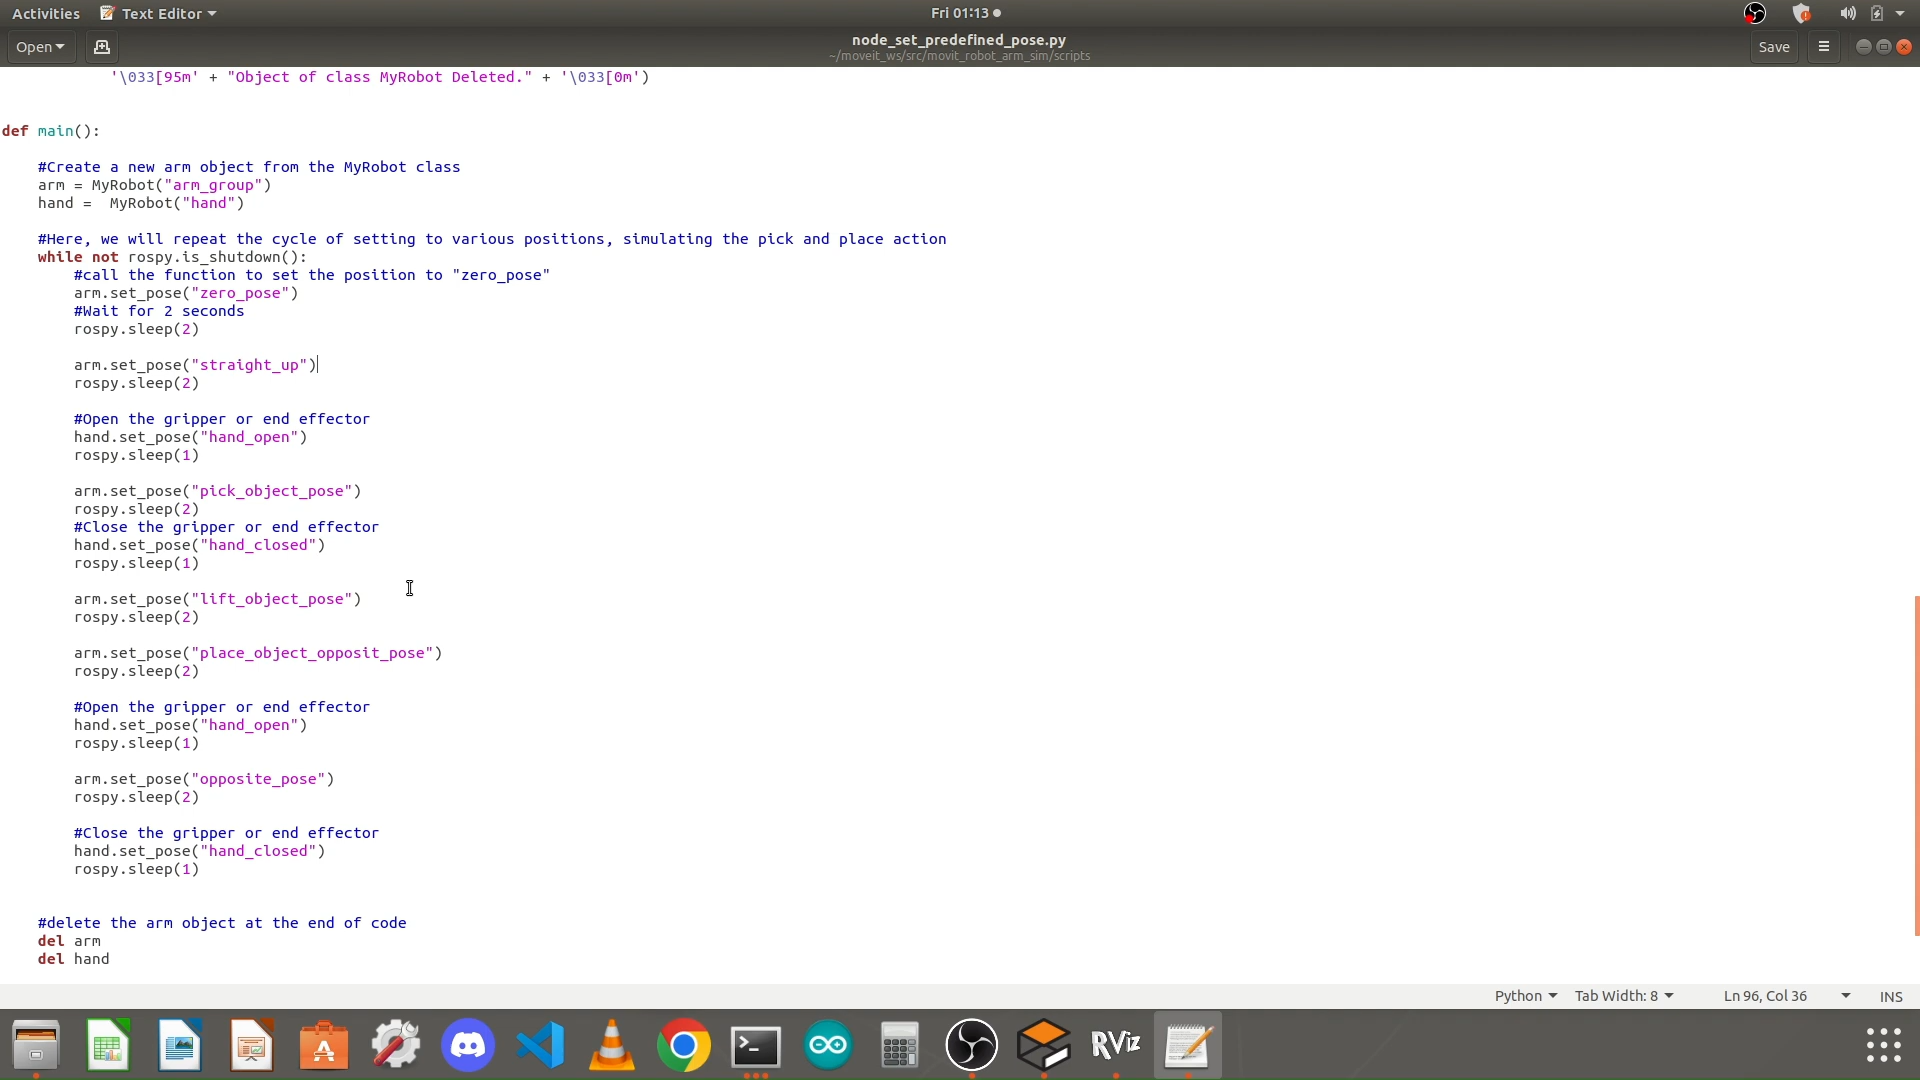 Activities Text Editor Fri 01:13
Open node_set_predefined_pose.py Save
~/moveit_ws/src/movit_robot_arm_sim/scripts
'\033[95m' + "Object of class MyRobot Deleted." + '\033[0m')
def main():
#Create a new arm object from the MyRobot class
arm = MyRobot("arm_group")
hand =  MyRobot("hand")
#Here, we will repeat the cycle of setting to various positions, simulating the pick and place action
while not rospy.is_shutdown():
#call the function to set the position to "zero_pose"
arm.set_pose("zero_pose")
#Wait for 2 seconds
rospy.sleep(2)
arm.set_pose("straight_up")
rospy.sleep(2)
#Open the gripper or end effector
hand.set_pose("hand_open")
rospy.sleep(1)
arm.set_pose("pick_object_pose")
rospy.sleep(2)
#Close the gripper or end effector
hand.set_pose("hand_closed")
rospy.sleep(1)
arm.set_pose("lift_object_pose")
rospy.sleep(2)
arm.set_pose("place_object_opposit_pose")
rospy.sleep(2)
#Open the gripper or end effector
hand.set_pose("hand_open")
rospy.sleep(1)
arm.set_pose("opposite_pose")
rospy.sleep(2)
#Close the gripper or end effector
hand.set_pose("hand_closed")
rospy.sleep(1)
#delete the arm object at the end of code
del arm
del hand
Python Tab Width: 8 Ln 96, Col 36 INS
RViz